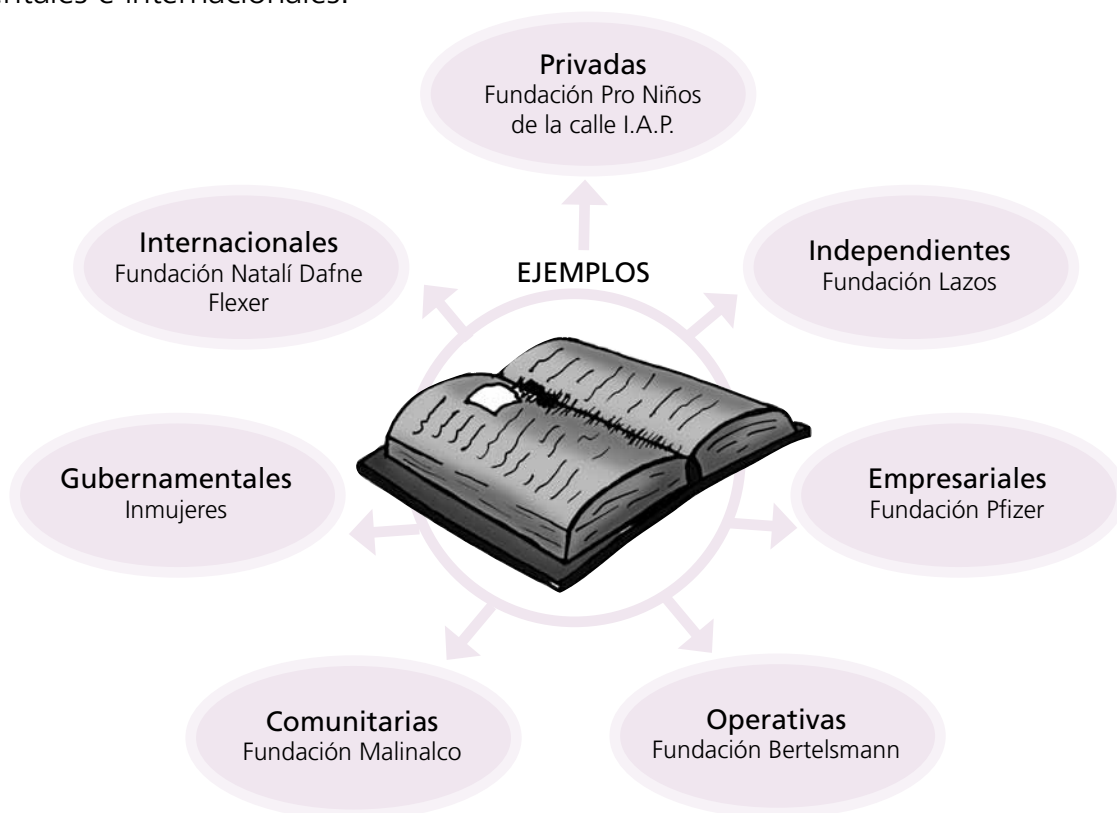 entales e internacionales.
Privadas
Fundación Pro Niños
de la calle I.A.P.
Internacionales
Fundación Natalí Dafne
Flexer
EJEMPLOS
Independientes
Fundación Lazos
Gubernamentales
Inmujeres
Empresariales
Fundación Pfizer
Comunitarias
Fundación Malinalco
Operativas
Fundación Bertelsmann